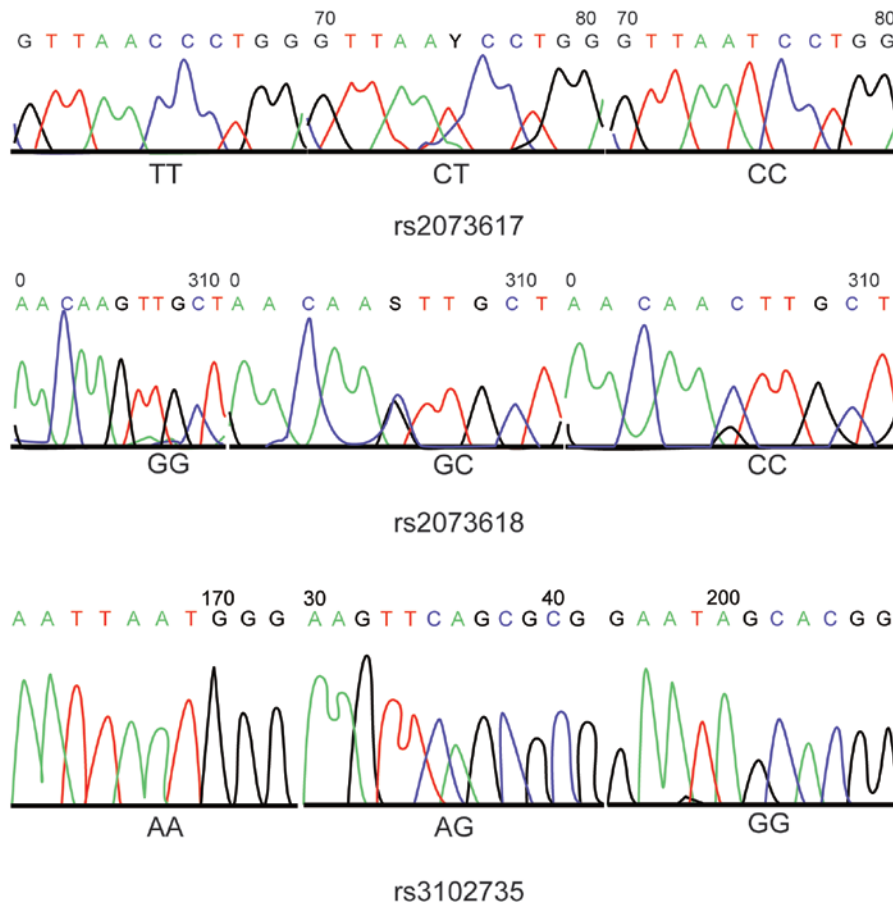 70 80 70 80
G T T A A C C C T G G G T T A A Y C C T G G G T T A A T C C T G G
TT CT CC
rs2073617
0 310 0 310 0 310
A A C A A G T T G C T A A C A A S T T G C T A A C A A C T T G C T
GG GC CC
rs2073618
170 30 40 200
A A T T A A T G G G A A G T T C A G C G C G G A A T A G C A C G G
AA AG GG
rs3102735